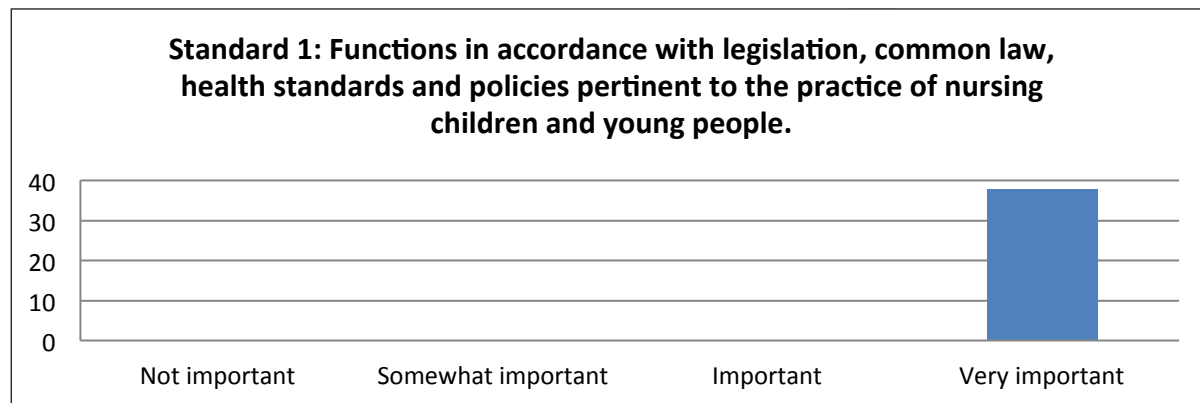 Standard 1: Functions in accordance with legislation, common law,
health standards and policies pertinent to the practice of nursing
children and young people.
40
30
20
10
0
Not important Somewhat important Important Very important